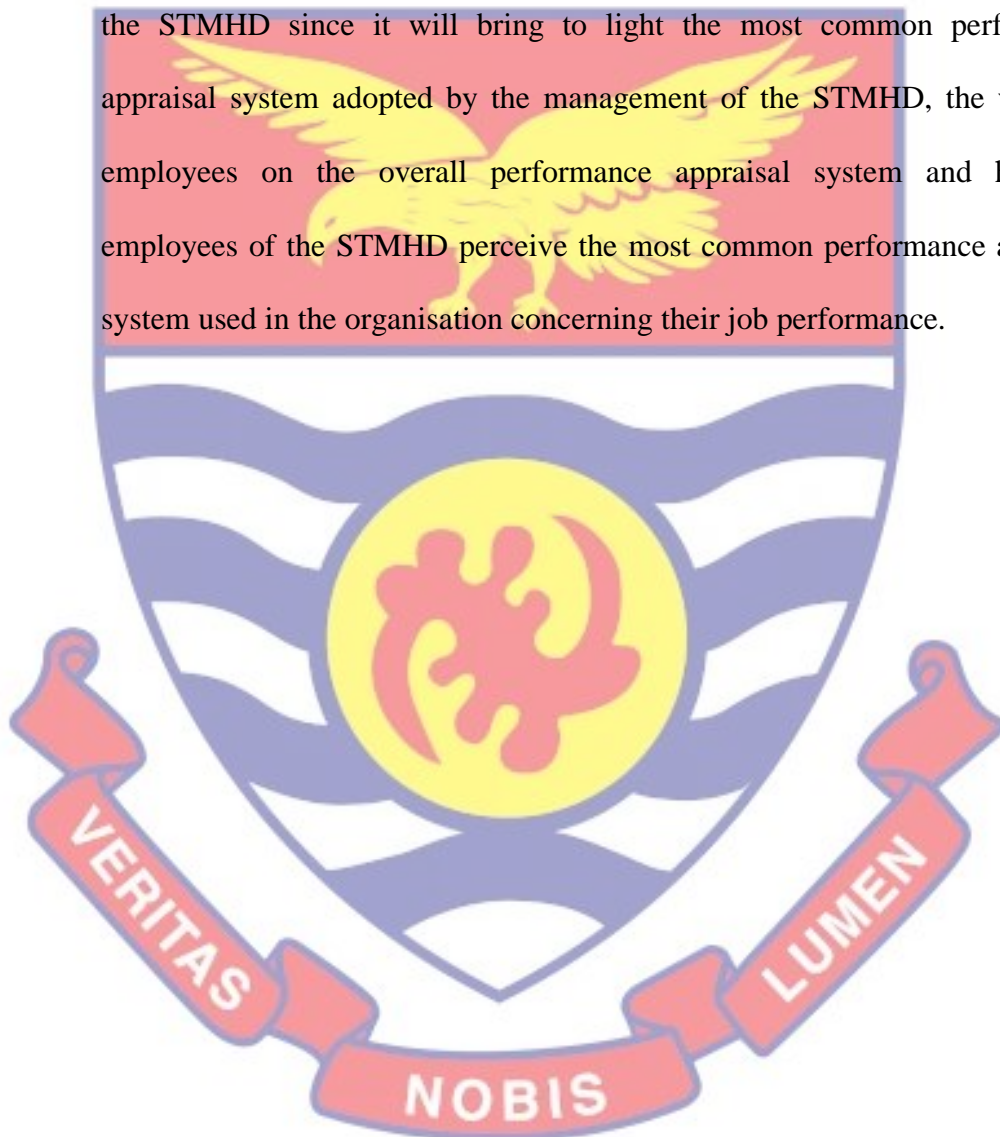 the STMHD since it will bring to light the most common perf
appraisal system adopted by the management of the STMHD, the
employees on the overall performance appraisal system and
employees of the STMHD perceive the most common performance a
system used in the organisation concerning their job performance.
VERITAS
NOBIS
LUMEN